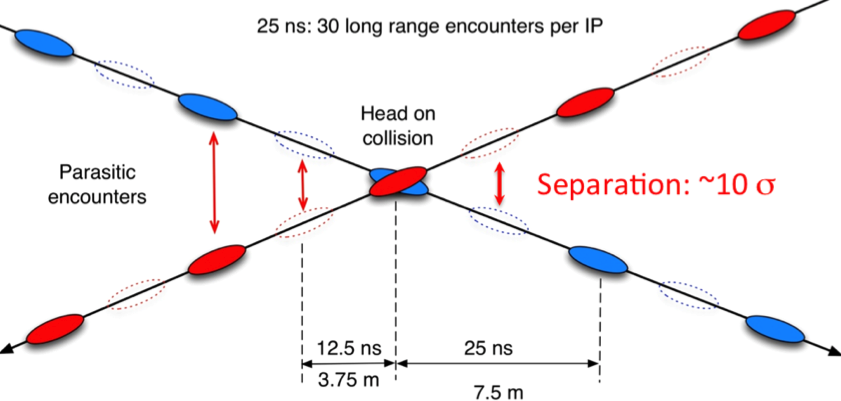 25 ns: 30 long range encounters per IP
Head on
collision
Parasitic
encounters
Separation: ~10 σ
12.5 ns
25 ns
3.75 m
7.5 m